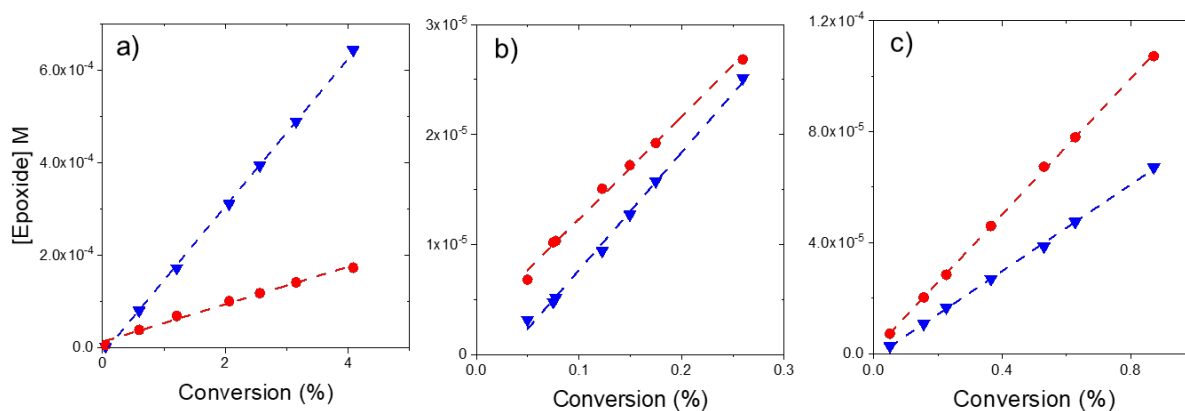 a)
b)
c)
[Epoxide] M
6.0x10⁻⁴
4.0x10⁻⁴
2.0x10⁻⁴
0.0
0
2
4
Conversion (%)
3x10⁻⁵
2x10⁻⁵
1x10⁻⁵
0
0.0
0.1
0.2
0.3
Conversion (%)
1.2x10⁻⁴
8.0x10⁻⁵
4.0x10⁻⁵
0.0
0.0
0.4
0.8
Conversion (%)